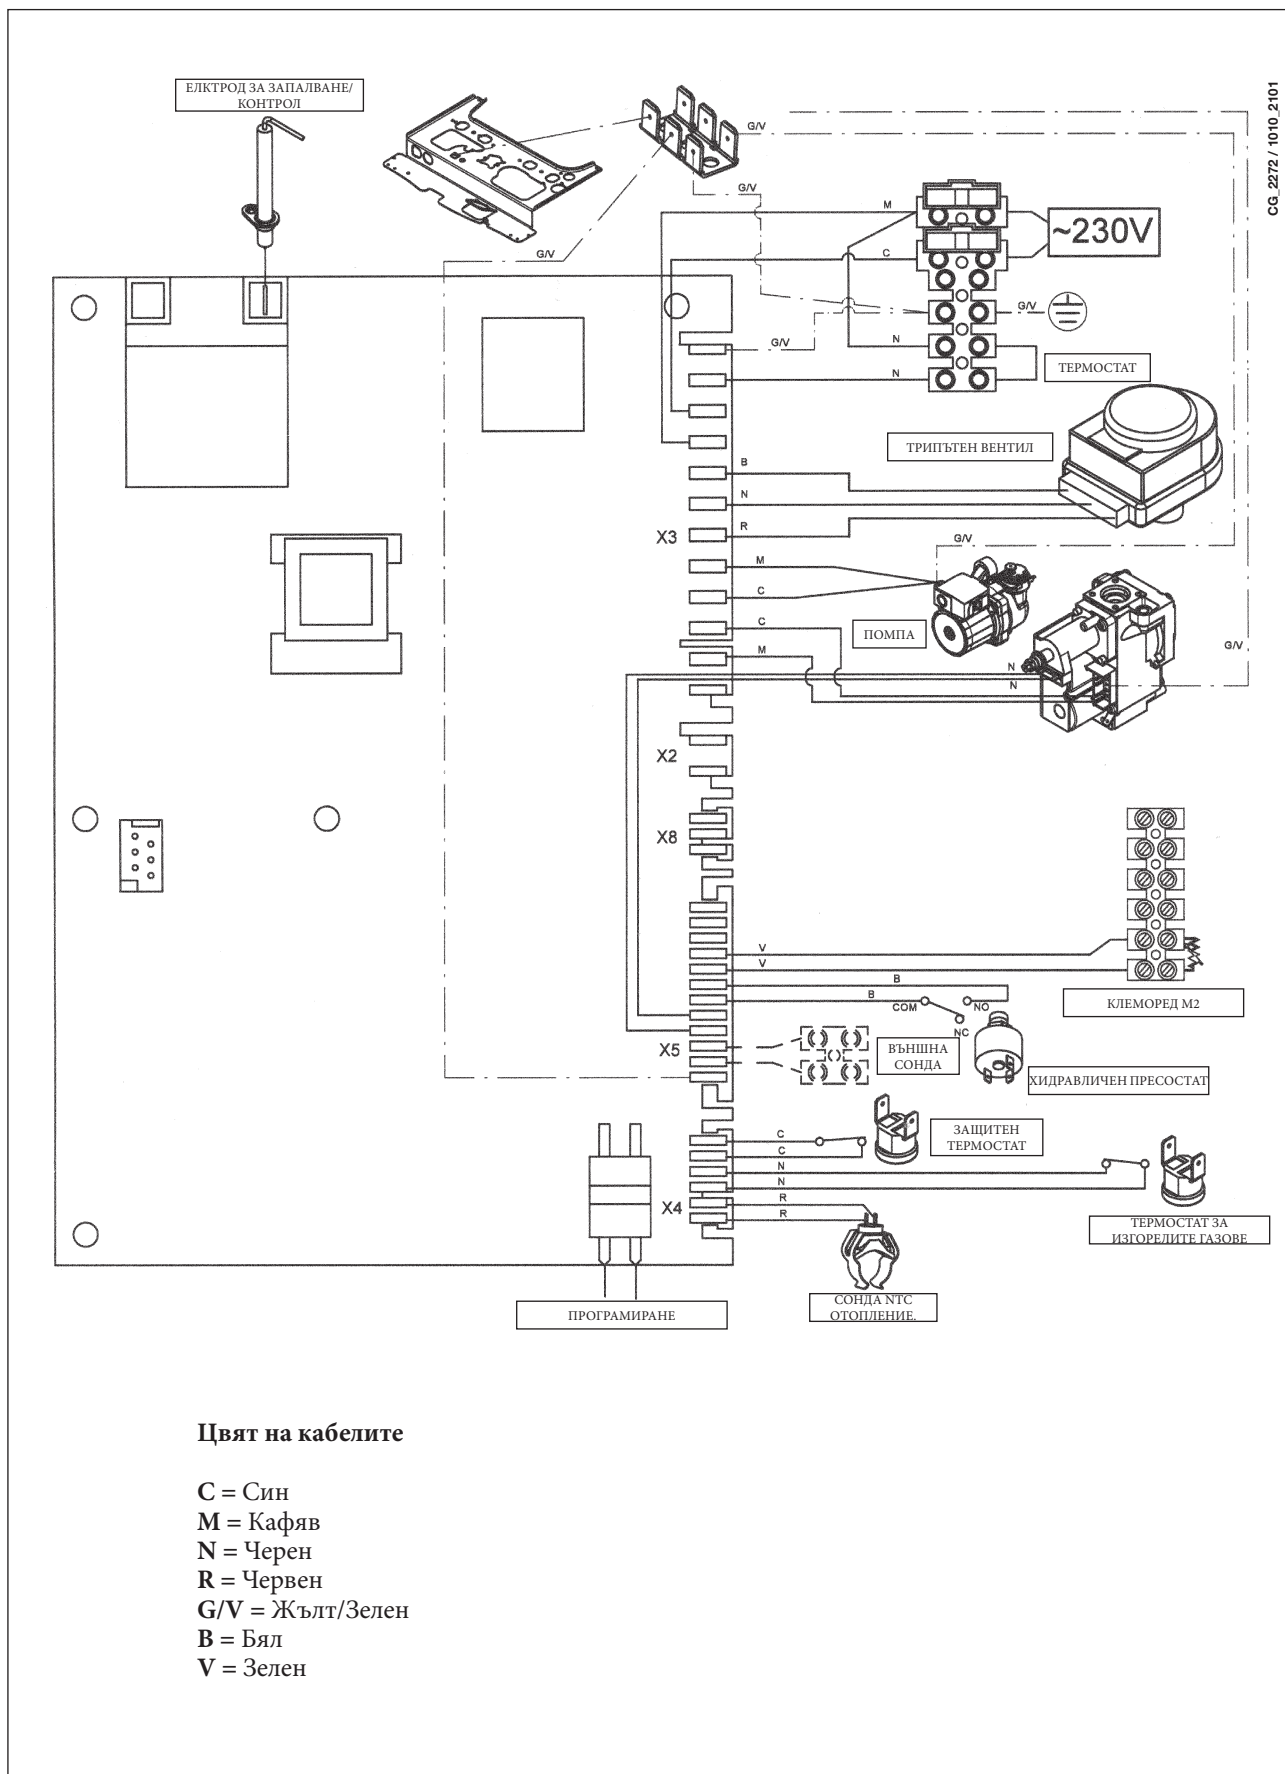 CG_2272 / 1010_2101
ЕЛКТРОД ЗА ЗАПАЛВАНЕ/
КОНТРОЛ
G/V
G/V
G/V
M
~230V
C
G/V
G/V
N
N
ТЕРМОСТАТ
ТРИПЪТЕН ВЕНТИЛ
B
N
R
X3
G/V
M
C
C
ПОМПА
M
G/V
N
N
X2
X8
V
V
B
B
COM
NO
NC
КЛЕМОРЕД M2
X5
ВЪНШНА
СОНДА
ХИДРАВЛИЧЕН ПРЕСОСТАТ
C
C
ЗАЩИТЕН
ТЕРМОСТАТ
N
N
R
R
X4
ТЕРМОСТАТ ЗА
ИЗГОРЕЛИТЕ ГАЗОВЕ
СОНДА NTC
ОТОПЛЕНИЕ.
ПРОГРАМИРАНЕ
Цвят на кабелите
C = Син
M = Кафяв
N = Черен
R = Червен
G/V = Жълт/Зелен
B = Бял
V = Зелен